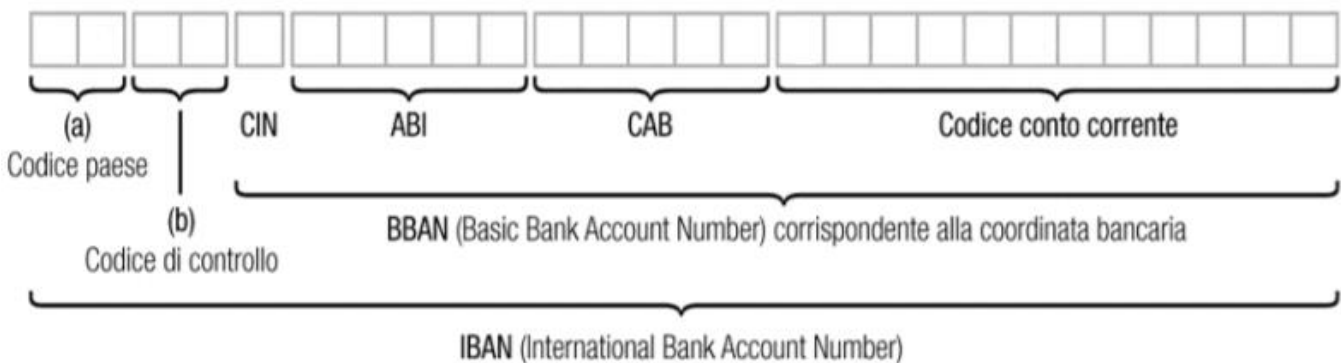 (a) CIN ABI CAB Codice conto corrente
Codice paese
(b)
Codice di controllo
BBAN (Basic Bank Account Number) corrispondente alla coordinata bancaria
IBAN (International Bank Account Number)